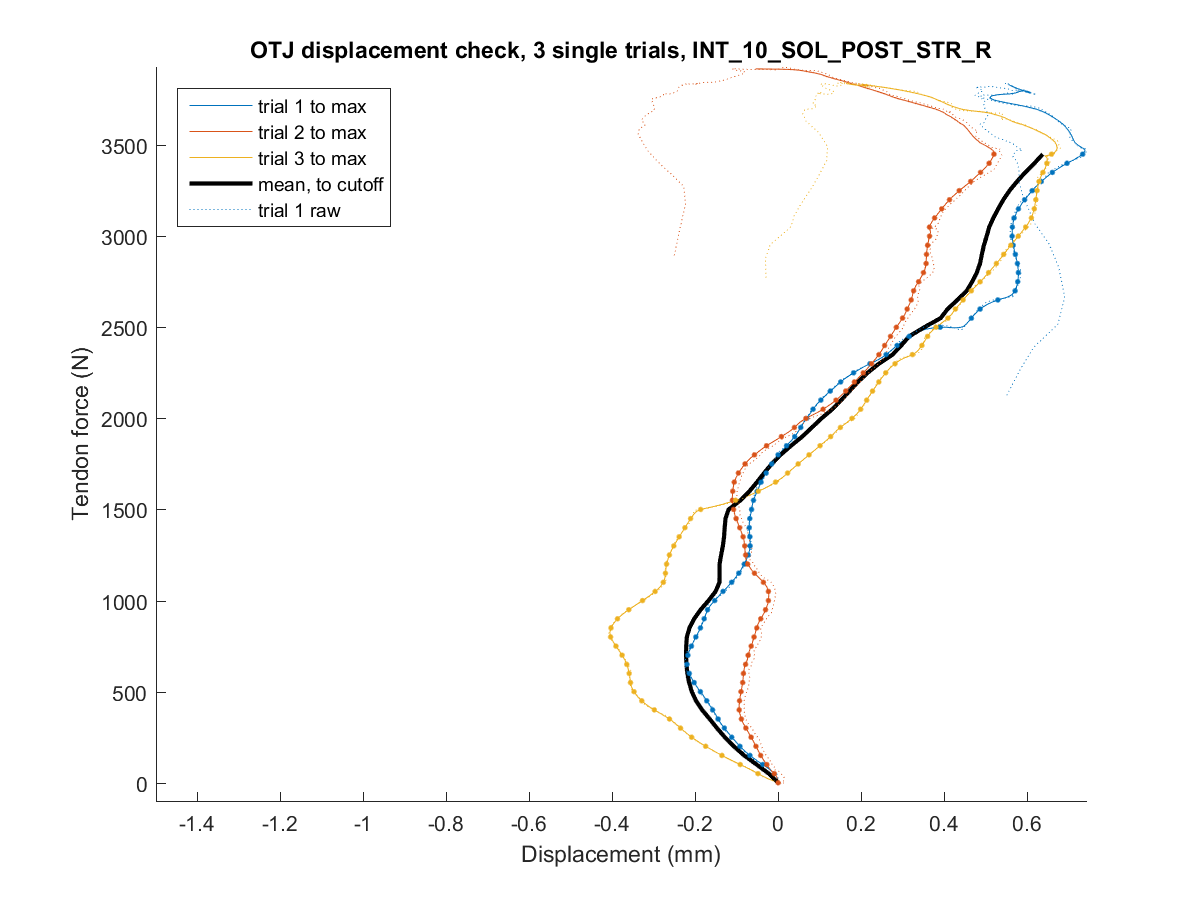 OTJ displacement check, 3 single trials, INT_10_SOL_POST_STR_R
trial 1 to max
trial 2 to max
trial 3 to max
mean, to cutoff
trial 1 raw
Tendon force (N)
3500
3000
2500
2000
1500
1000
500
0
-1.4 -1.2 -1 -0.8 -0.6 -0.4 -0.2 0 0.2 0.4 0.6
Displacement (mm)